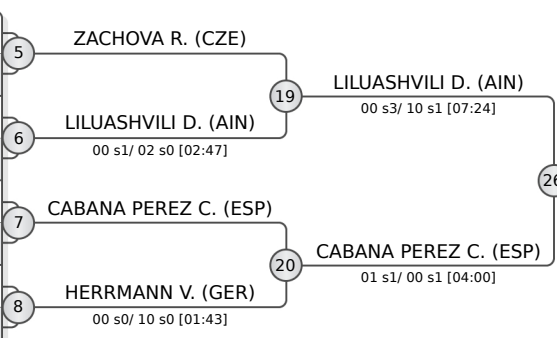 5
ZACHOVA R. (CZE)
19
LILUASHVILI D. (AIN)
00 s3/ 10 s1 [07:24]
6
LILUASHVILI D. (AIN)
00 s1/ 02 s0 [02:47]
26
7
CABANA PEREZ C. (ESP)
20
CABANA PEREZ C. (ESP)
01 s1/ 00 s1 [04:00]
8
HERRMANN V. (GER)
00 s0/ 10 s0 [01:43]